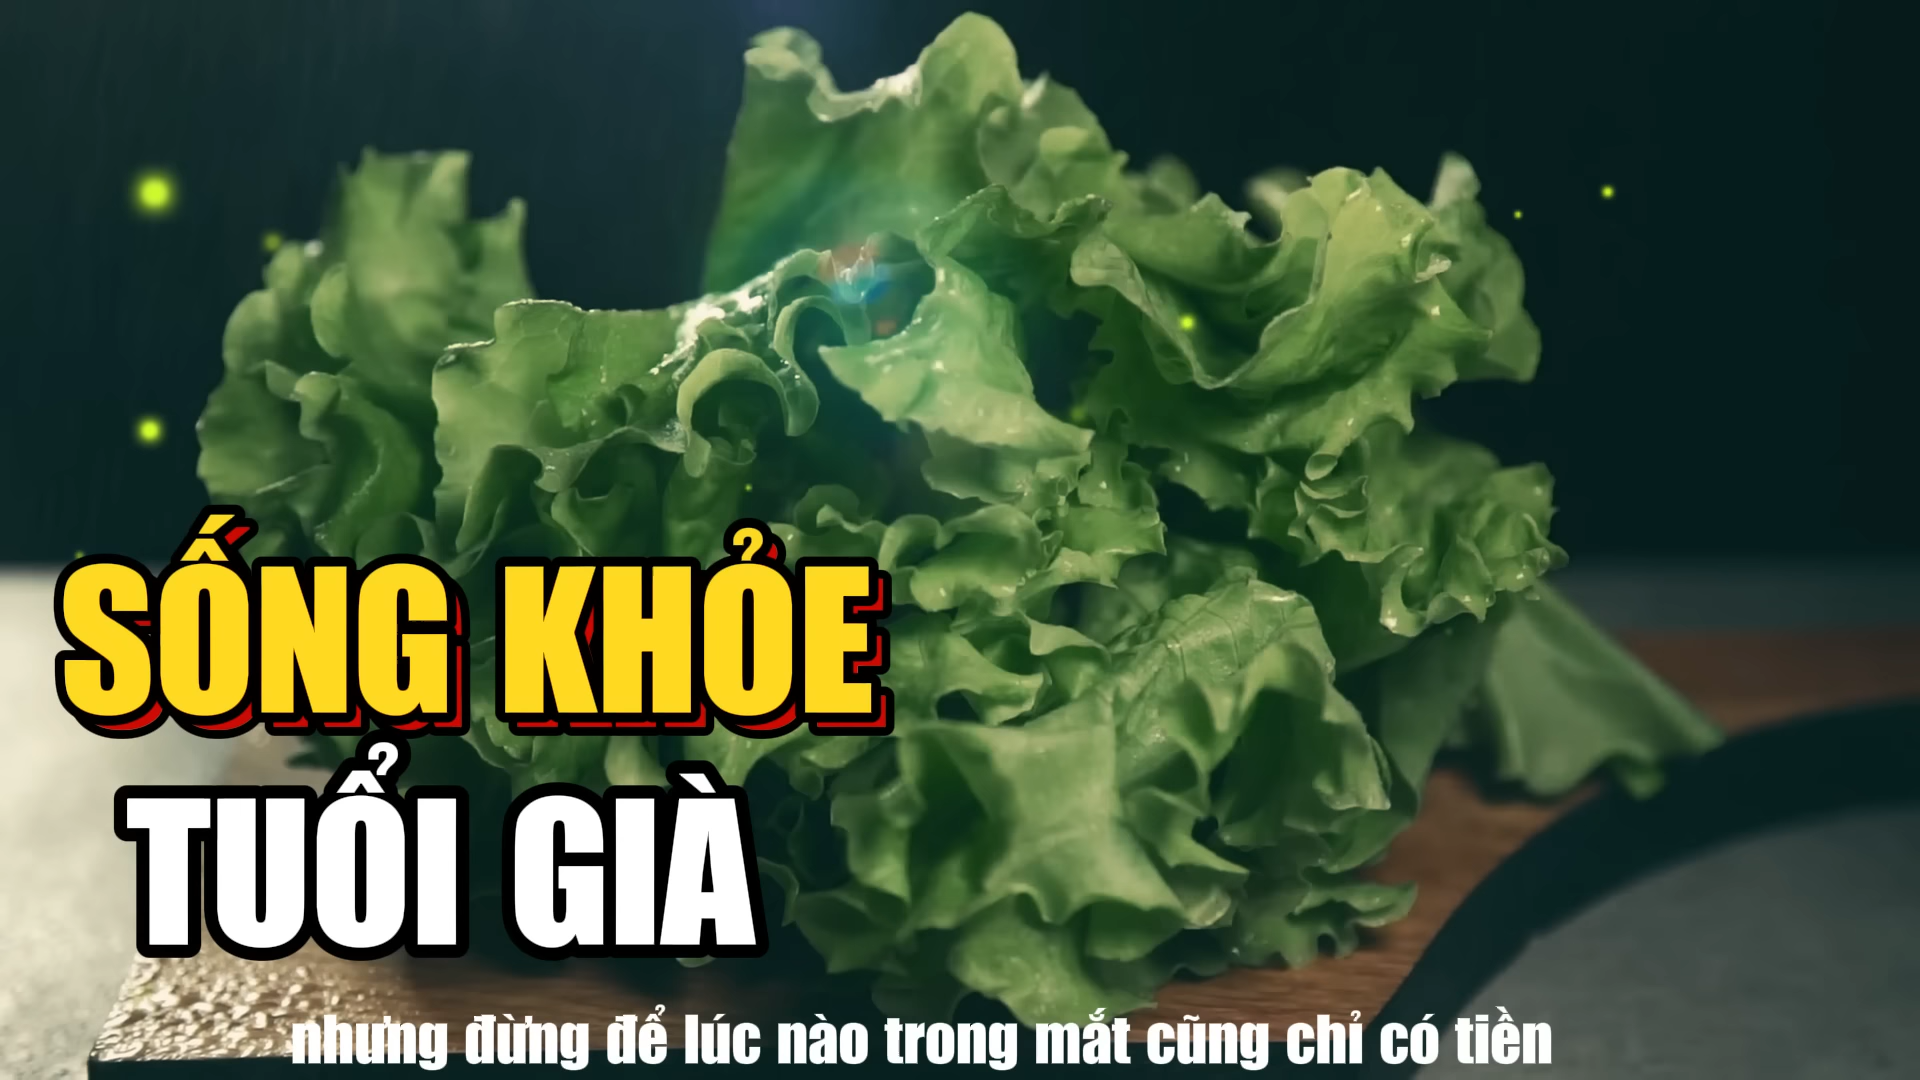 SỐNG KHỎE
TUỔI GIÀ
nhưng đừng để lúc nào trong mắt cũng chỉ có tiền